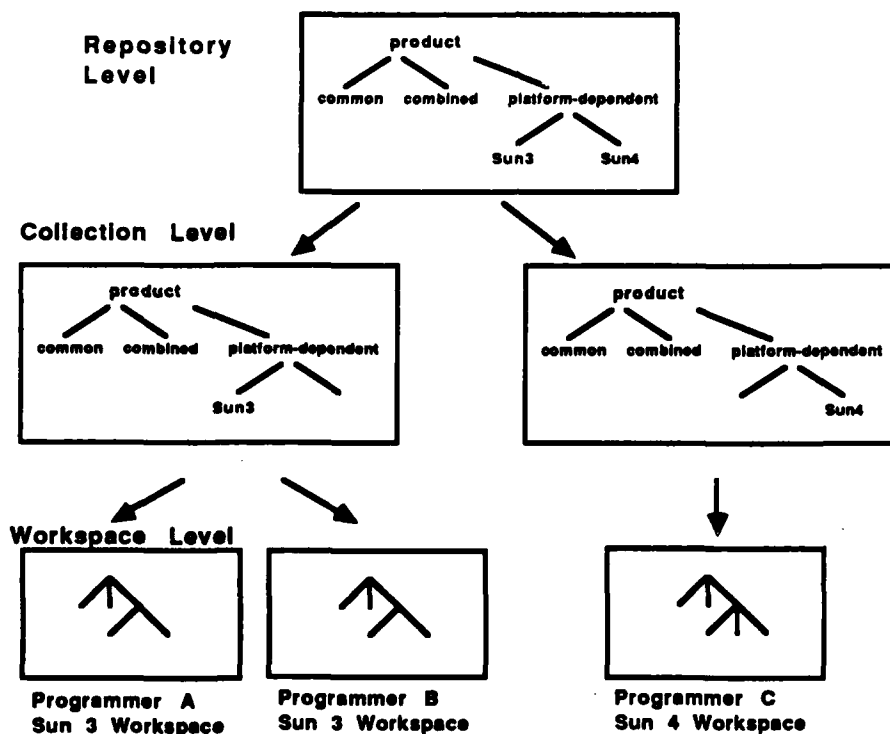 Repository
Level
product
common combined platform-dependent
Sun3 Sun4
Collection Level
product
common combined platform-dependent
Sun3
product
common combined platform-dependent
Sun4
Workspace Level
Programmer A
Sun 3 Workspace
Programmer B
Sun 3 Workspace
Programmer C
Sun 4 Workspace